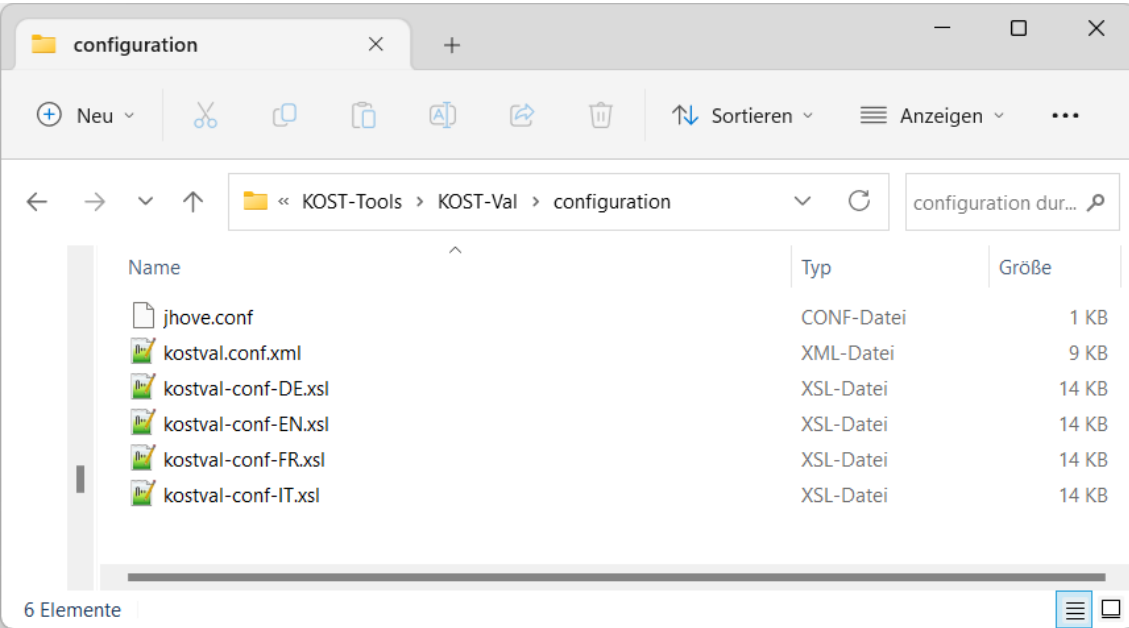 configuration
Neu Sortieren Anzeigen
« KOST-Tools > KOST-Val > configuration configuration dur...
Name Typ Größe
jhove.conf CONF-Datei 1 KB
kostval.conf.xml XML-Datei 9 KB
kostval-conf-DE.xsl XSL-Datei 14 KB
kostval-conf-EN.xsl XSL-Datei 14 KB
kostval-conf-FR.xsl XSL-Datei 14 KB
kostval-conf-IT.xsl XSL-Datei 14 KB
6 Elemente